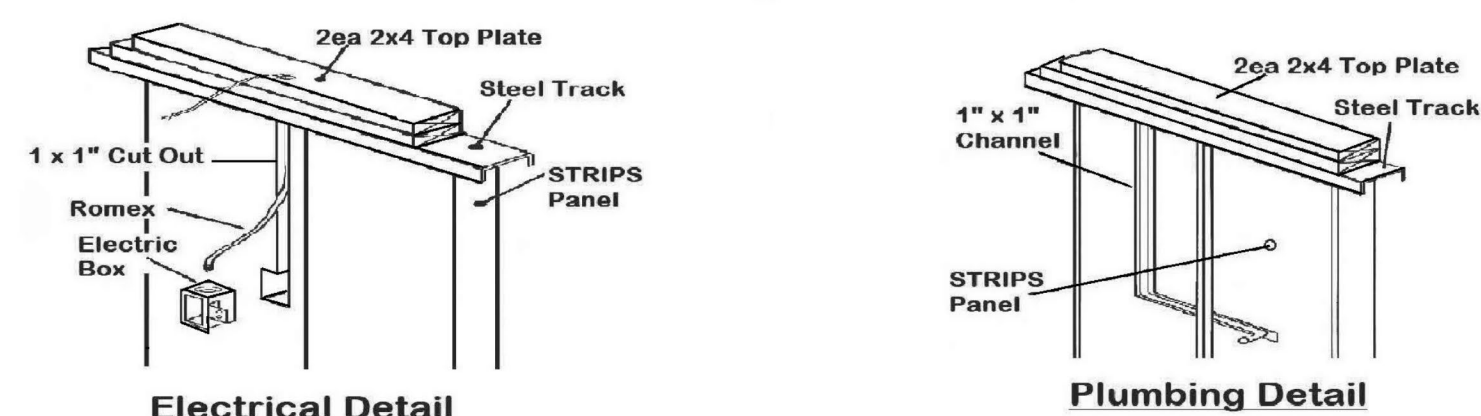 2ea 2x4 Top Plate
Steel Track
1 x 1" Cut Out
STRIPS
Panel
Romex
Electric
Box
Electrical Detail
2ea 2x4 Top Plate
Steel Track
1" x 1"
Channel
STRIPS
Panel
Plumbing Detail